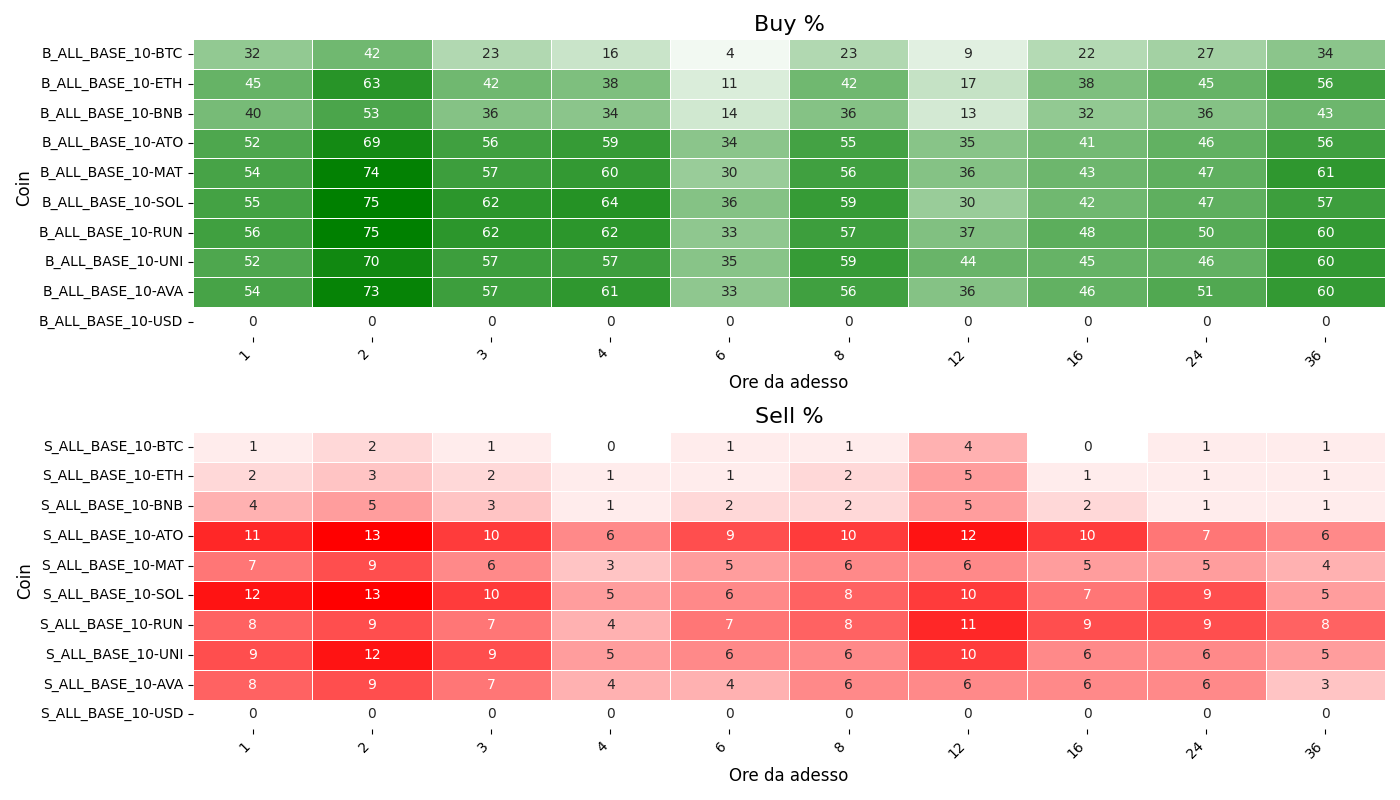 Buy %
Coin
B_ALL_BASE_10-BTC 32 42 23 16 4 23 9 22 27 34
B_ALL_BASE_10-ETH 45 63 42 38 11 42 17 38 45 56
B_ALL_BASE_10-BNB 40 53 36 34 14 36 13 32 36 43
B_ALL_BASE_10-ATO 52 69 56 59 34 55 35 41 46 56
B_ALL_BASE_10-MAT 54 74 57 60 30 56 36 43 47 61
B_ALL_BASE_10-SOL 55 75 62 64 36 59 30 42 47 57
B_ALL_BASE_10-RUN 56 75 62 62 33 57 37 48 50 60
B_ALL_BASE_10-UNI 52 70 57 57 35 59 44 45 46 60
B_ALL_BASE_10-AVA 54 73 57 61 33 56 36 46 51 60
B_ALL_BASE_10-USD 0 0 0 0 0 0 0 0 0 0
1 2 3 4 6 8 12 16 24 36
Ore da adesso
Sell %
Coin
S_ALL_BASE_10-BTC 1 2 1 0 1 1 4 0 1 1
S_ALL_BASE_10-ETH 2 3 2 1 1 2 5 1 1 1
S_ALL_BASE_10-BNB 4 5 3 1 2 2 5 2 1 1
S_ALL_BASE_10-ATO 11 13 10 6 9 10 12 10 7 6
S_ALL_BASE_10-MAT 7 9 6 3 5 6 6 5 5 4
S_ALL_BASE_10-SOL 12 13 10 5 6 8 10 7 9 5
S_ALL_BASE_10-RUN 8 9 7 4 7 8 11 9 9 8
S_ALL_BASE_10-UNI 9 12 9 5 6 6 10 6 6 5
S_ALL_BASE_10-AVA 8 9 7 4 4 6 6 6 6 3
S_ALL_BASE_10-USD 0 0 0 0 0 0 0 0 0 0
1 2 3 4 6 8 12 16 24 36
Ore da adesso